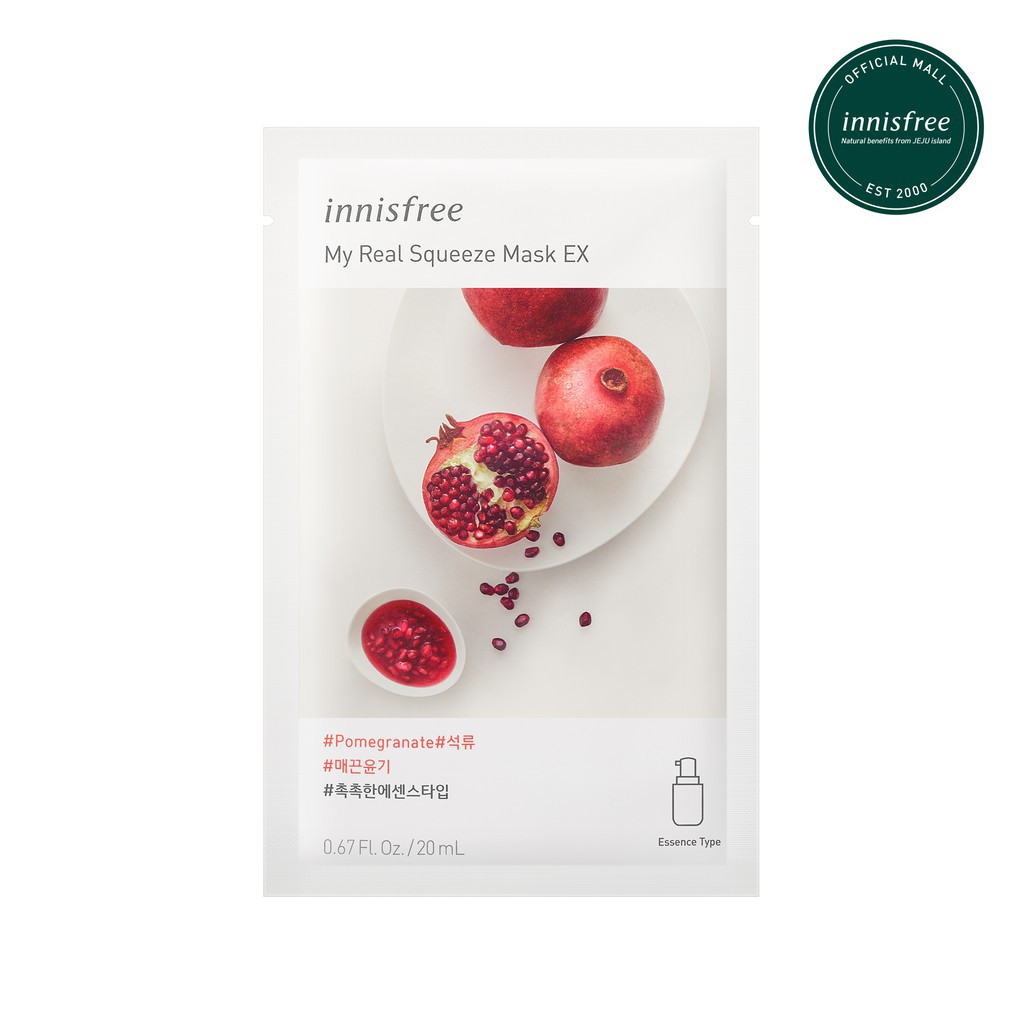 OFFICIAL MALL
innisfree
Natural benefits from JEJU island
EST 2000
innisfree
My Real Squeeze Mask EX
#Pomegranate#석류
#매끈윤기
#촉촉한에센스타입
0.67 Fl. Oz. / 20 mL
Essence Type